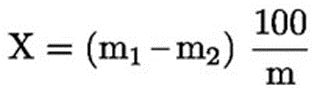 X = (m₁ – m₂) 100/m